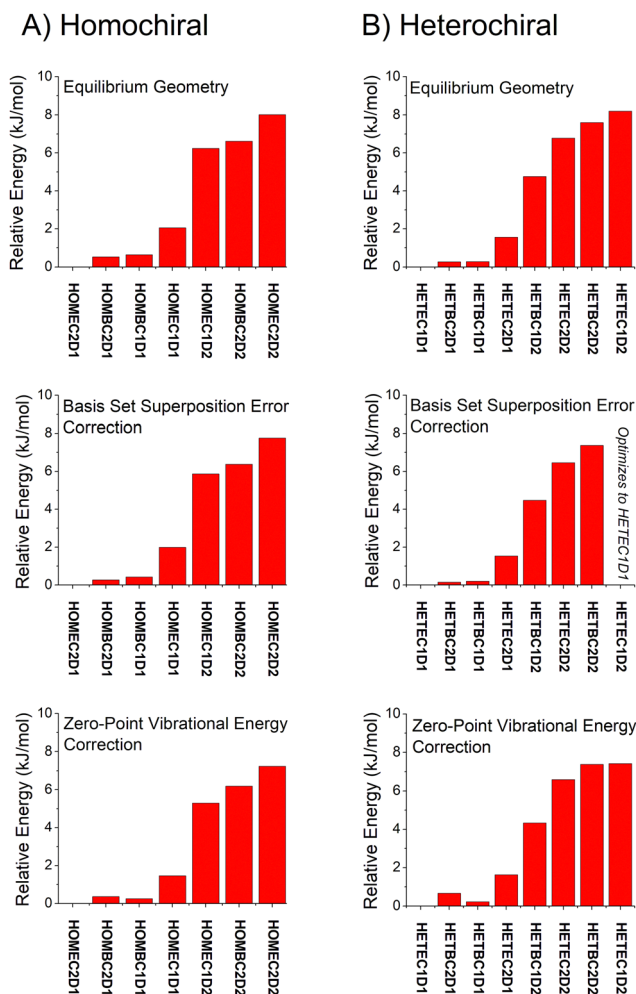 A) Homochiral
B) Heterochiral
Equilibrium Geometry
Relative Energy (kJ/mol)
10
8
6
4
2
0
HOMEC2D1
HOMBC2D1
HOMBC1D1
HOMEC1D1
HOMEC1D2
HOMBC2D2
HOMEC2D2
Equilibrium Geometry
Relative Energy (kJ/mol)
10
8
6
4
2
0
HETEC1D1
HETBC2D1
HETBC1D1
HETEC2D1
HETBC1D2
HETEC2D2
HETBC2D2
HETEC1D2
Basis Set Superposition Error
Correction
Relative Energy (kJ/mol)
10
8
6
4
2
0
HOMEC2D1
HOMBC2D1
HOMBC1D1
HOMEC1D1
HOMEC1D2
HOMBC2D2
HOMEC2D2
Basis Set Superposition Error
Correction
Relative Energy (kJ/mol)
10
8
6
4
2
0
Optimizes to HETEC1D1
HETEC1D1
HETBC2D1
HETBC1D1
HETEC2D1
HETBC1D2
HETEC2D2
HETBC2D2
HETEC1D2
Zero-Point Vibrational Energy
Correction
Relative Energy (kJ/mol)
10
8
6
4
2
0
HOMEC2D1
HOMBC2D1
HOMBC1D1
HOMEC1D1
HOMEC1D2
HOMBC2D2
HOMEC2D2
Zero-Point Vibrational Energy
Correction
Relative Energy (kJ/mol)
10
8
6
4
2
0
HETEC1D1
HETBC2D1
HETBC1D1
HETEC2D1
HETBC1D2
HETEC2D2
HETBC2D2
HETEC1D2